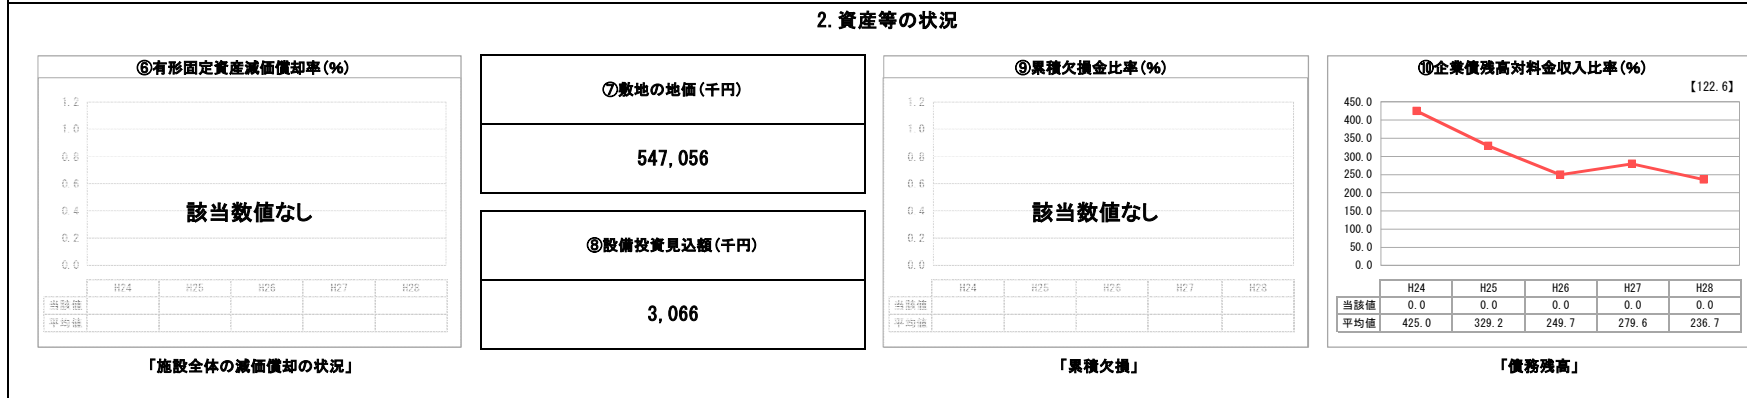 2.資産等の状況
⑥有形固定資産減価償却率(%)
1.2
1.0
0.8
0.6
0.4
0.2
0.0
該当数値なし
H24 H25 H26 H27 H28
当該値
平均値
「施設全体の減価償却の状況」
⑦敷地の地価(千円)
547,056
⑧設備投資見込額(千円)
3,066
⑨累積欠損金比率(%)
1.2
1.0
0.8
0.6
0.4
0.2
0.0
該当数値なし
H24 H25 H26 H27 H28
当該値
平均値
「累積欠損」
⑩企業債残高対料金収入比率(%)
【122.6】
450.0
400.0
350.0
300.0
250.0
200.0
150.0
100.0
50.0
0.0
H24 H25 H26 H27 H28
当該値 0.0 0.0 0.0 0.0 0.0
平均値 425.0 329.2 249.7 279.6 236.7
「債務残高」